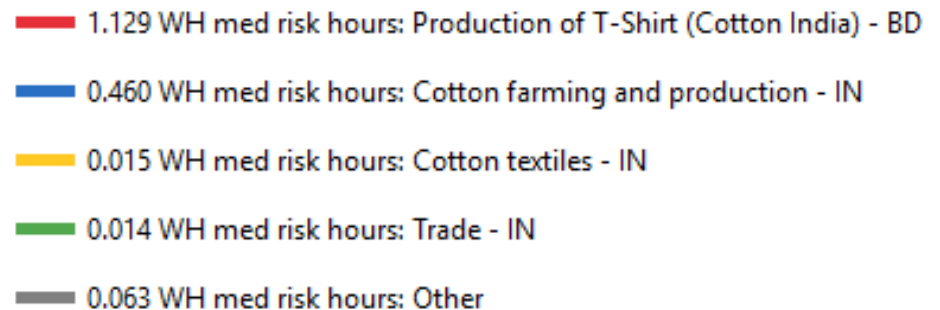 1.129 WH med risk hours: Production of T-Shirt (Cotton India) - BD
0.460 WH med risk hours: Cotton farming and production - IN
0.015 WH med risk hours: Cotton textiles - IN
0.014 WH med risk hours: Trade - IN
0.063 WH med risk hours: Other